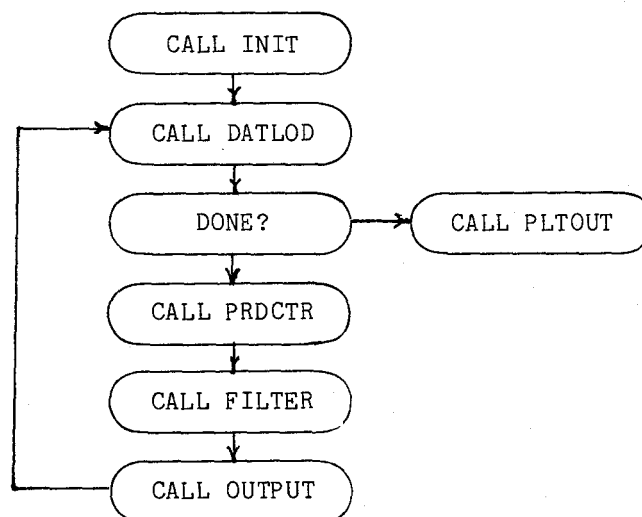 CALL INIT
CALL DATLOD
DONE?
CALL PLTOUT
CALL PRDCTR
CALL FILTER
CALL OUTPUT